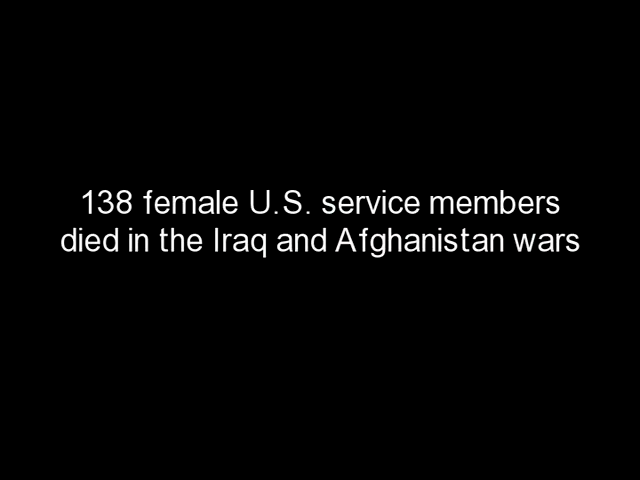 138 female U.S. service members
died in the Iraq and Afghanistan wars